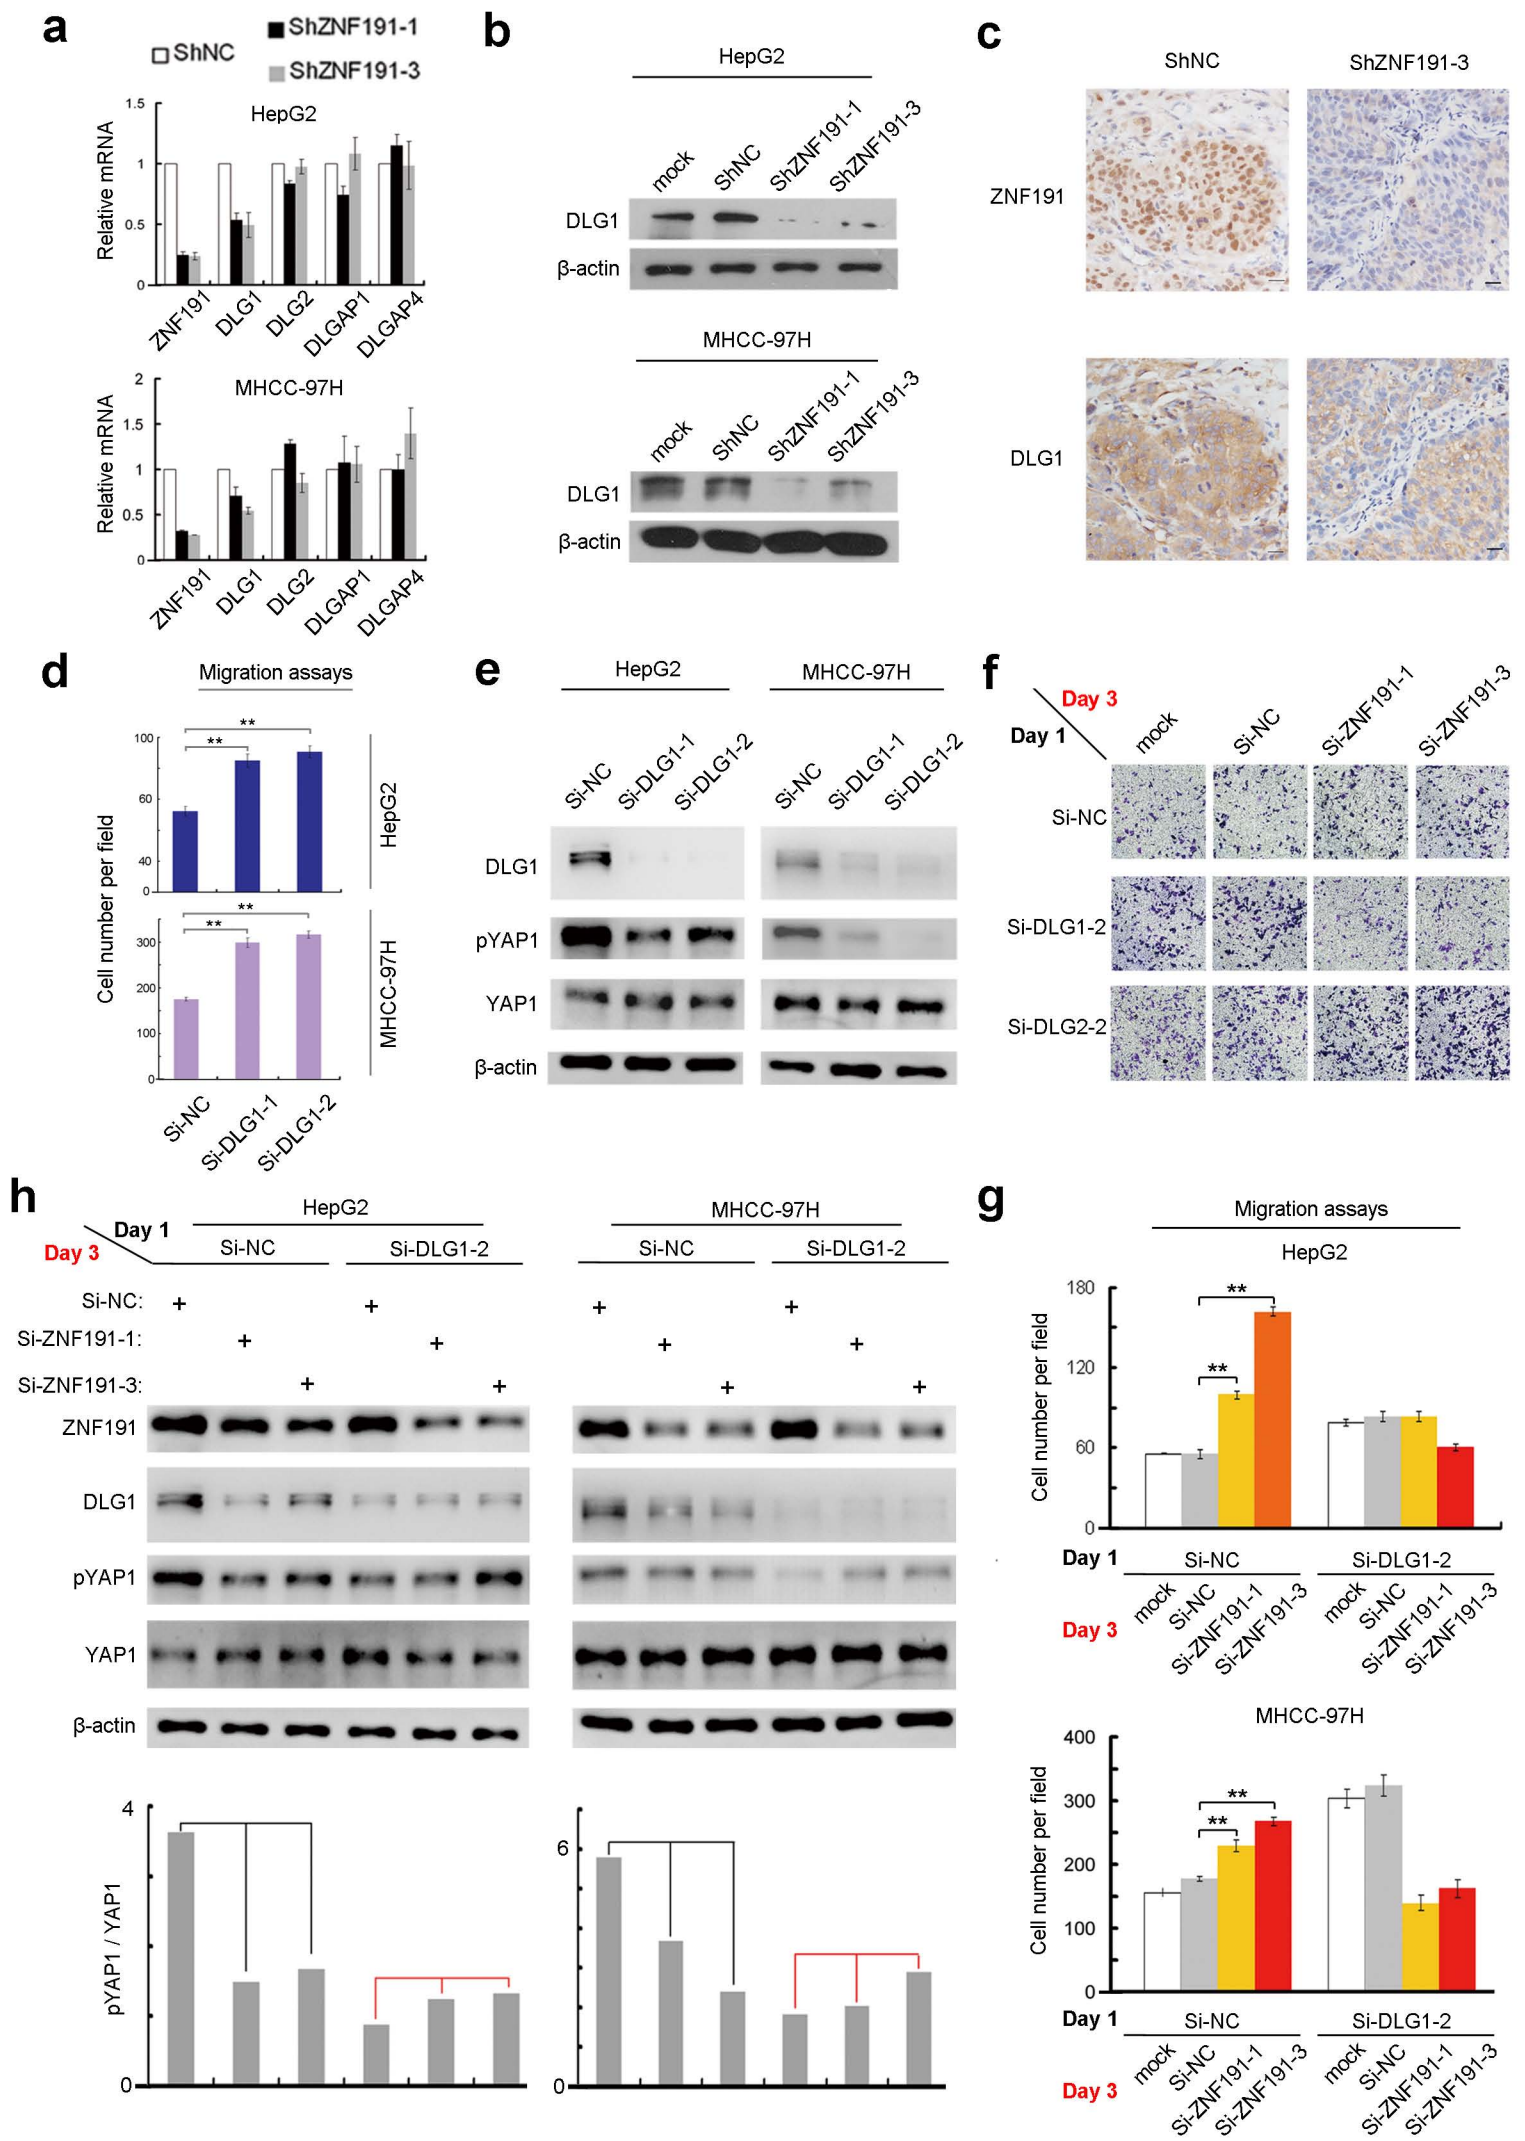 a
ShNC
ShZNF191-1
ShZNF191-3
HepG2
Relative mRNA
1.5
1
0.5
0
ZNF191
DLG1
DLG2
DLGAP1
DLGAP4
MHCC-97H
Relative mRNA
2
1.5
1
0.5
0
ZNF191
DLG1
DLG2
DLGAP1
DLGAP4
b
HepG2
mock
ShNC
ShZNF191-1
ShZNF191-3
DLG1
β-actin
MHCC-97H
mock
ShNC
ShZNF191-1
ShZNF191-3
DLG1
β-actin
c
ShNC
ShZNF191-3
ZNF191
DLG1
d
Migration assays
Cell number per field
100
60
40
0
** **
HepG2
300
200
100
0
** **
MHCC-97H
Si-NC
Si-DLG1-1
Si-DLG1-2
e
HepG2
MHCC-97H
Si-NC
Si-DLG1-1
Si-DLG1-2
Si-NC
Si-DLG1-1
Si-DLG1-2
DLG1
pYAP1
YAP1
β-actin
f
Day 3
Day 1
mock
Si-NC
Si-ZNF191-1
Si-ZNF191-3
Si-NC
Si-DLG1-2
Si-DLG2-2
h
HepG2
MHCC-97H
Day 1
Day 3
Si-NC
Si-DLG1-2
Si-NC
Si-DLG1-2
Si-NC: + + + +
Si-ZNF191-1: + + + +
Si-ZNF191-3: + + + +
ZNF191
DLG1
pYAP1
YAP1
β-actin
pYAP1 / YAP1
4
0
6
0
g
Migration assays
HepG2
Cell number per field
180
120
60
0
** **
Day 1
Si-NC
Si-DLG1-2
Day 3
mock
Si-NC
Si-ZNF191-1
Si-ZNF191-3
mock
Si-NC
Si-ZNF191-1
Si-ZNF191-3
MHCC-97H
Cell number per field
400
300
200
100
0
** **
Day 1
Si-NC
Si-DLG1-2
Day 3
mock
Si-NC
Si-ZNF191-1
Si-ZNF191-3
mock
Si-NC
Si-ZNF191-1
Si-ZNF191-3